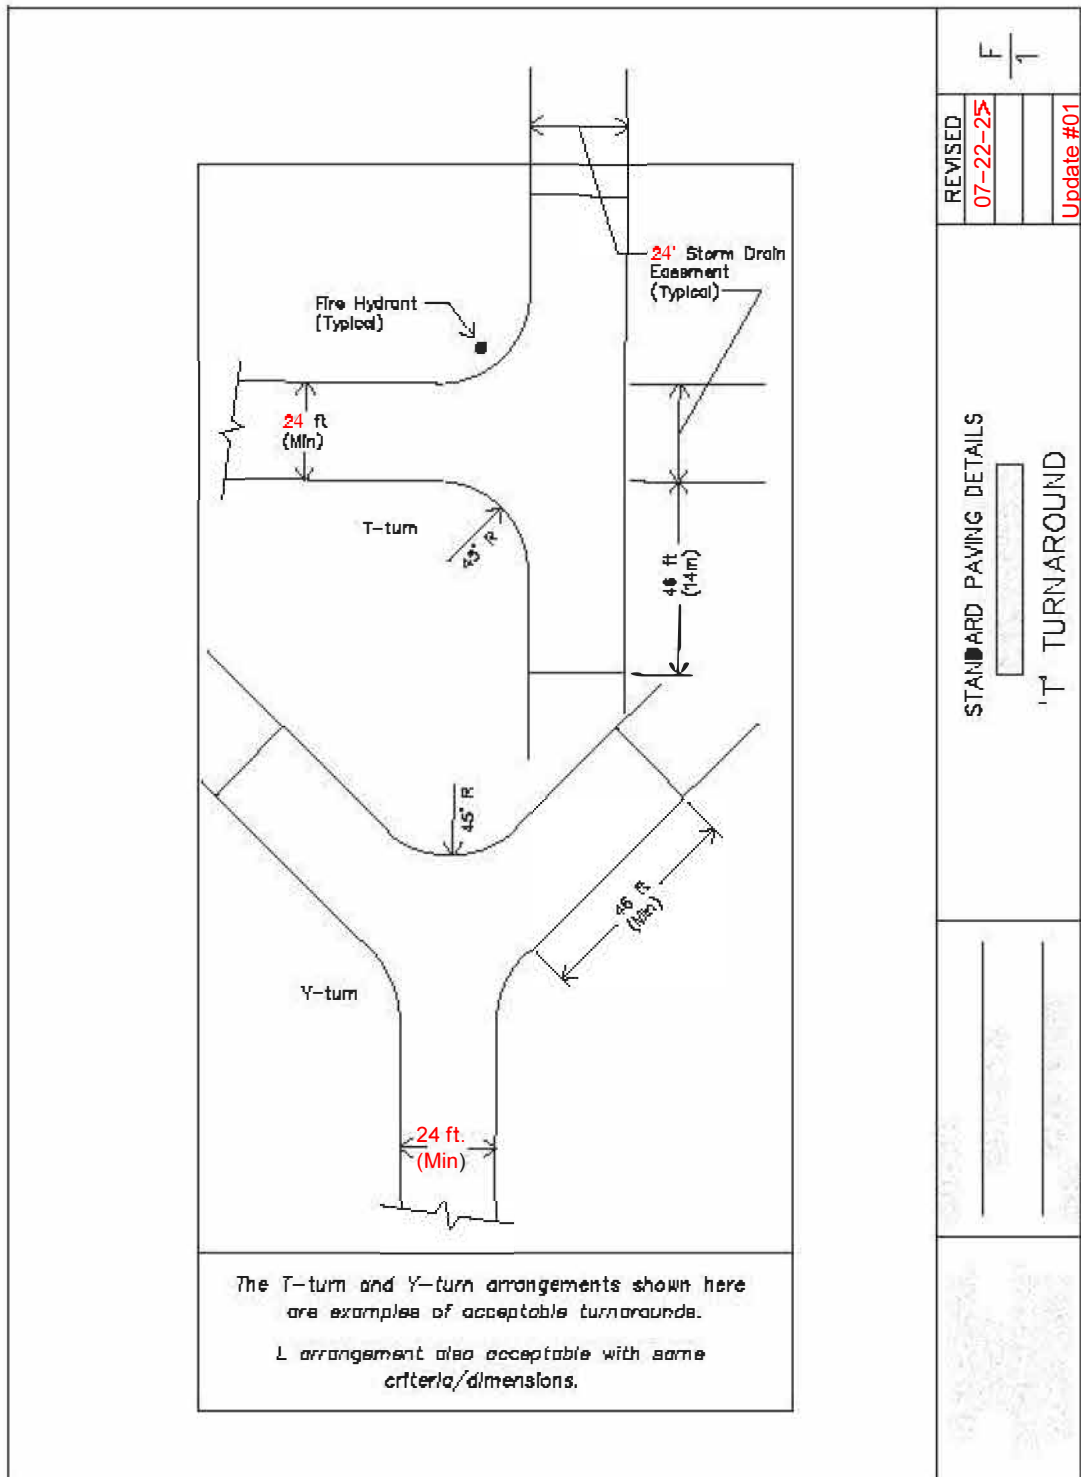 24' Storm Drain
Easement
(Typical)
Fire Hydrant
(Typical)
24 ft
(Min)
T-turn
45' R
46 ft
(14m)
45' R
46 ft
(Min)
Y-turn
24 ft.
(Min)
The T-turn and Y-turn arrangements shown here
are examples of acceptable turnarounds.
L arrangement also acceptable with same
criteria/dimensions.
F
1
REVISED
07-22-25
Update #01
STANDARD PAVING DETAILS
'T' TURNAROUND